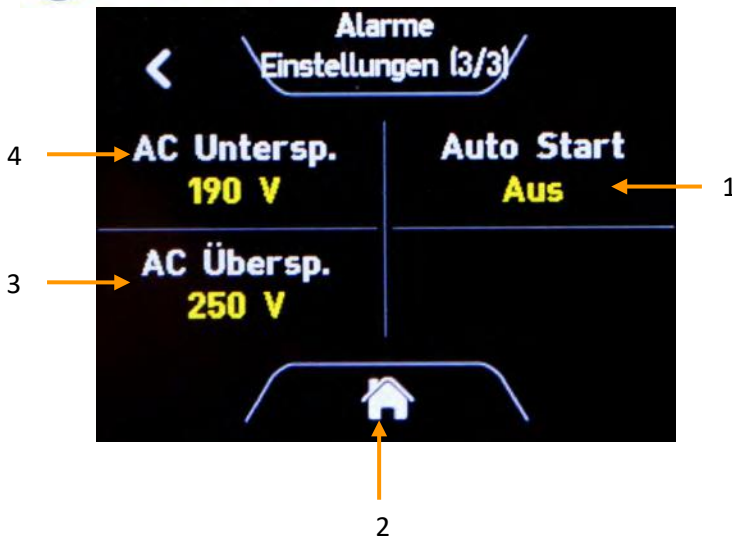 Alarme
Einstellungen (3/3)
AC Untersp.
190 V
Auto Start
Aus
AC Übersp.
250 V
4
1
3
2